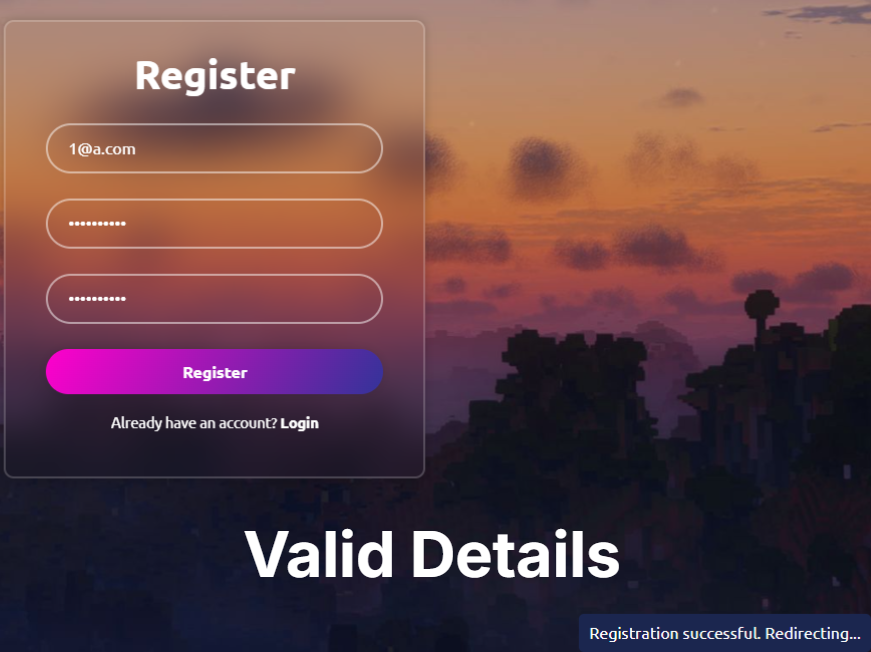 Register
1@a.com
••••••••••
••••••••••
Register
Already have an account? Login
Valid Details
Registration successful. Redirecting...